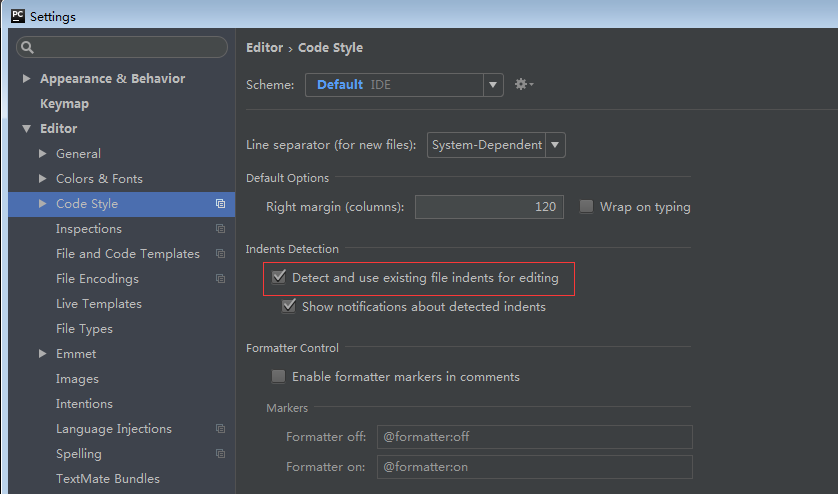 PC Settings
Appearance & Behavior
Keymap
Editor
General
Colors & Fonts
Code Style
Inspections
File and Code Templates
File Encodings
Live Templates
File Types
Emmet
Images
Intentions
Language Injections
Spelling
TextMate Bundles
Editor › Code Style
Scheme: Default IDE
Line separator (for new files): System-Dependent
Default Options
Right margin (columns): 120 Wrap on typing
Indents Detection
Detect and use existing file indents for editing
Show notifications about detected indents
Formatter Control
Enable formatter markers in comments
Markers
Formatter off: @formatter:off
Formatter on: @formatter:on